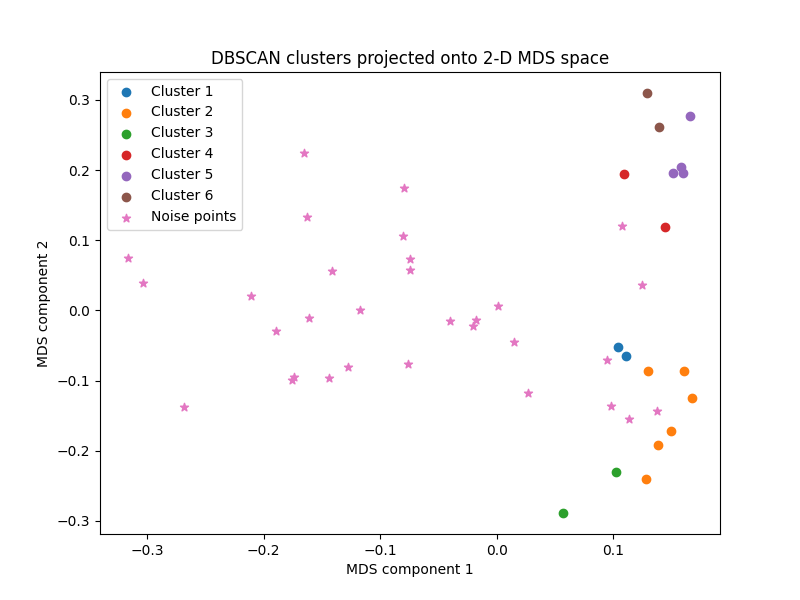 DBSCAN clusters projected onto 2-D MDS space
Cluster 1
Cluster 2
Cluster 3
Cluster 4
Cluster 5
Cluster 6
Noise points
MDS component 2
0.3
0.2
0.1
0.0
−0.1
−0.2
−0.3
−0.3 −0.2 −0.1 0.0 0.1
MDS component 1